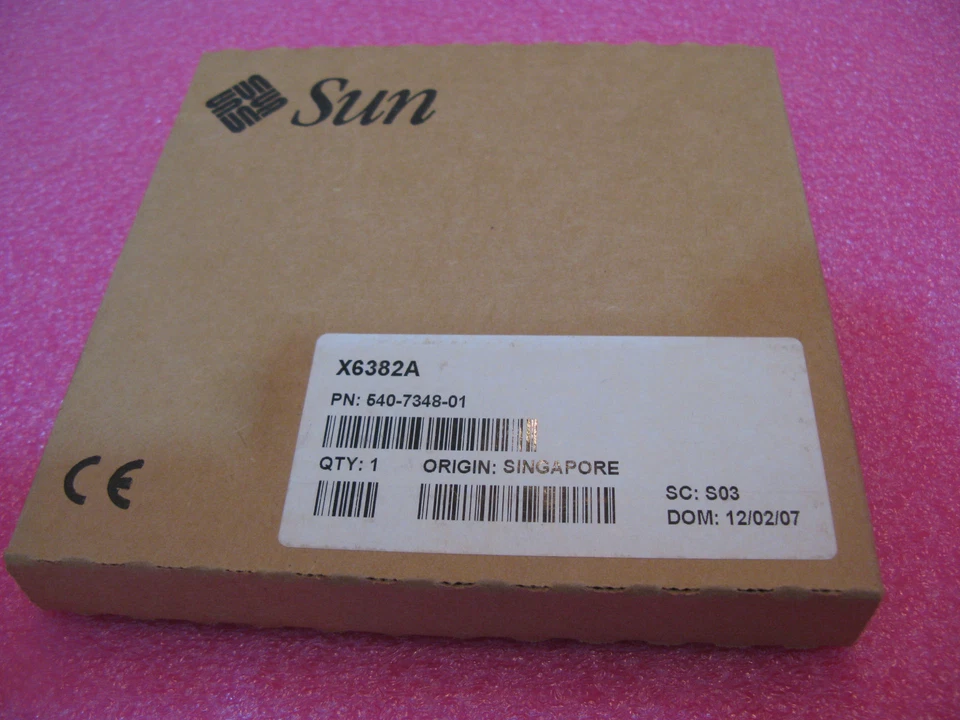 Sun
X6382A
PN: 540-7348-01
QTY: 1 ORIGIN: SINGAPORE
SC: S03
DOM: 12/02/07
CE